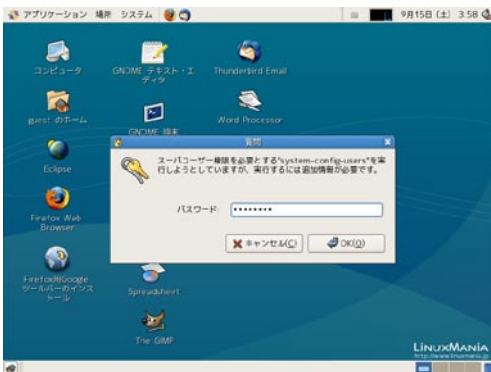 アプリケーション 場所 システム
9月15日 (土) 3:58
コンピュータ
GNOME テキスト・エ
ディタ
Thunderbird Email
guest のホーム
GNOME 端末
Word Processor
質問
スーパユーザー権限を必要とする"system-config-users"を実
行しようとしていますが、実行するには追加情報が必要です。
パスワード:
キャンセル(C)
OK(O)
Eclipse
Firefox Web
Browser
Firefox用Google
ツールバーのインス
トール
Spreadsheet
The GIMP
LINUXMANIA